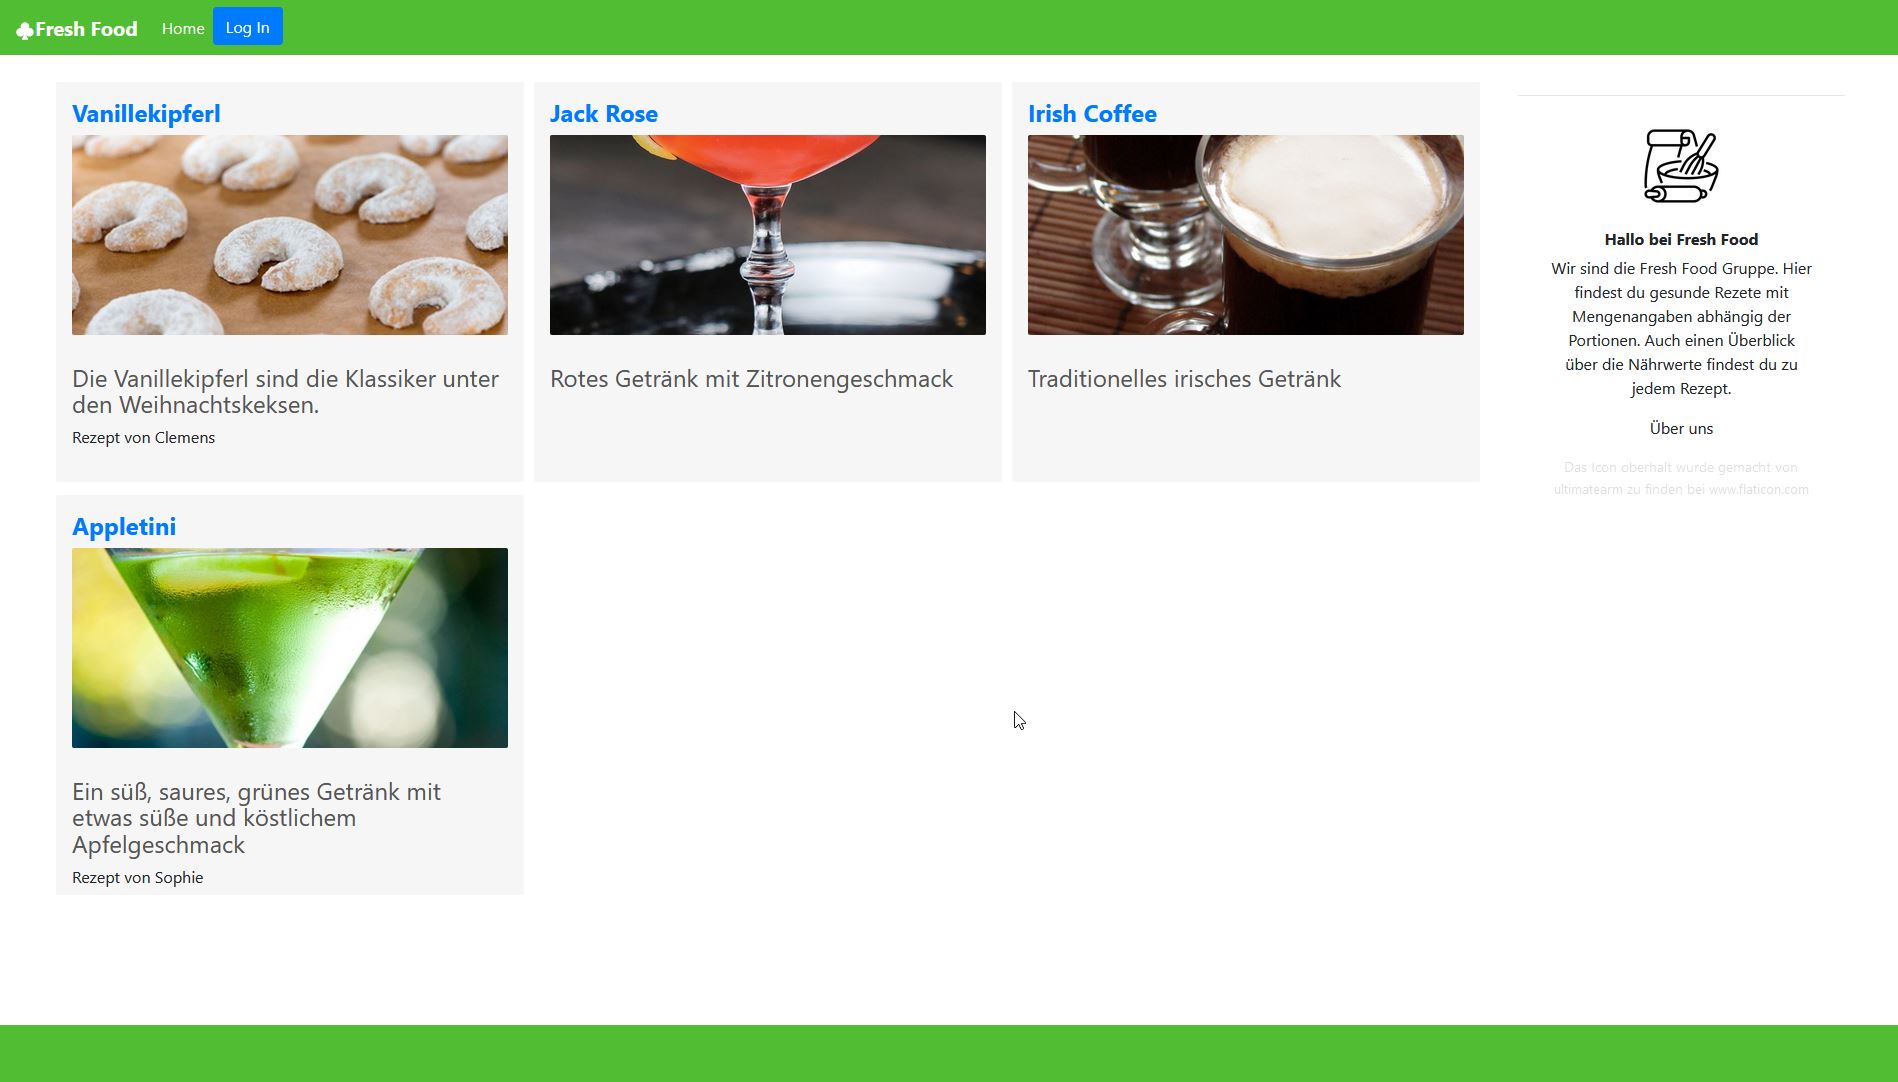 ♣Fresh Food Home Log In
Vanillekipferl
Die Vanillekipferl sind die Klassiker unter
den Weihnachtskeksen.
Rezept von Clemens
Jack Rose
Rotes Getränk mit Zitronengeschmack
Irish Coffee
Traditionelles irisches Getränk
Hallo bei Fresh Food
Wir sind die Fresh Food Gruppe. Hier
findest du gesunde Rezete mit
Mengenangaben abhängig der
Portionen. Auch einen Überblick
über die Nährwerte findest du zu
jedem Rezept.
Über uns
Das Icon oberhalt wurde gemacht von
ultimatearm zu finden bei www.flaticon.com
Appletini
Ein süß, saures, grünes Getränk mit
etwas süße und köstlichem
Apfelgeschmack
Rezept von Sophie